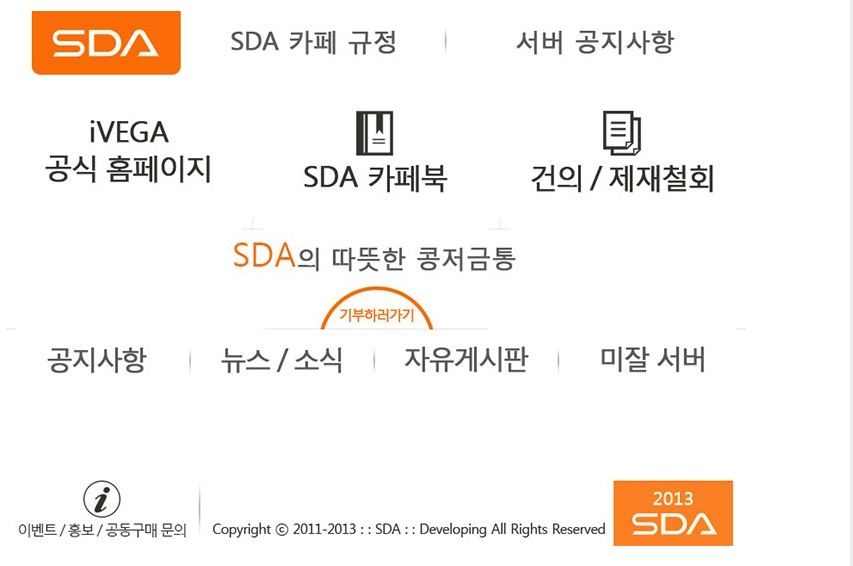 SDA
SDA 카페 규정
서버 공지사항
iVEGA
공식 홈페이지
SDA 카페북
건의 / 제재철회
SDA의 따뜻한 콩저금통
기부하러가기
공지사항
뉴스 / 소식
자유게시판
미잘 서버
이벤트 / 홍보 / 공동구매 문의
Copyright ⓒ 2011-2013 : : SDA : : Developing All Rights Reserved
2013
SDA